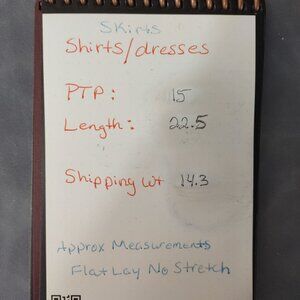 Skirts
Shirts/dresses
PTP: 15
Length: 22.5
Shipping wt 14.3
Approx Measurements
Flat Lay No Stretch